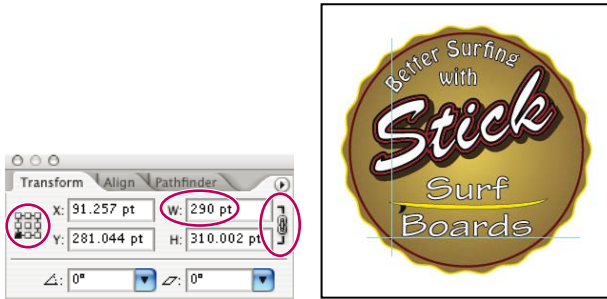 Transform Align Pathfinder
X: 91.257 pt W: 290 pt
Y: 281.044 pt H: 310.002 pt
0° 0°
Better Surfing
with
Stick
Surf
Boards